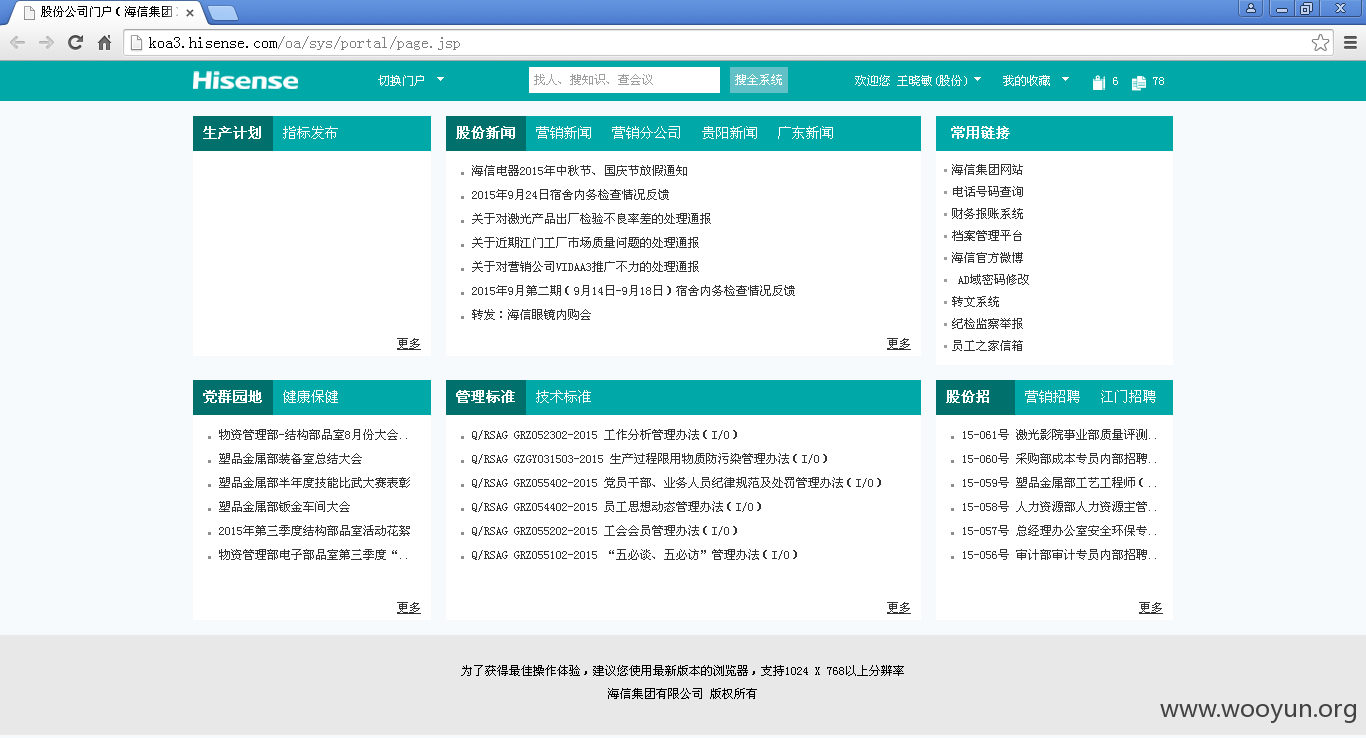 股份公司门户(海信集团
koa3.hisense.com/oa/sys/portal/page.jsp
Hisense 切换门户 找人、搜知识、查会议 搜全系统 欢迎您 王晓敏(股份) 我的收藏 6 78
生产计划 指标发布
更多
股份新闻 营销新闻 营销分公司 贵阳新闻 广东新闻
海信电器2015年中秋节、国庆节放假通知
2015年9月24日宿舍内务检查情况反馈
关于对激光产品出厂检验不良率差的处理通报
关于近期江门工厂市场质量问题的处理通报
关于对营销公司VIDAA3推广不力的处理通报
2015年9月第二期(9月14日-9月18日)宿舍内务检查情况反馈
转发:海信眼镜内购会
更多
常用链接
海信集团网站
电话号码查询
财务报账系统
档案管理平台
海信官方微博
AD域密码修改
转文系统
纪检监察举报
员工之家信箱
党群园地 健康保健
物资管理部-结构部品室8月份大会..
塑品金属部装备室总结大会
塑品金属部半年度技能比武大赛表彰
塑品金属部钣金车间大会
2015年第三季度结构部品室活动花絮
物资管理部电子部品室第三季度“..
更多
管理标准 技术标准
Q/RSAG GRZ052302-2015 工作分析管理办法(I/0)
Q/RSAG GZGY031503-2015 生产过程限用物质防污染管理办法(I/0)
Q/RSAG GRZ055402-2015 党员干部、业务人员纪律规范及处罚管理办法(I/0)
Q/RSAG GRZ054402-2015 员工思想动态管理办法(I/0)
Q/RSAG GRZ055202-2015 工会会员管理办法(I/0)
Q/RSAG GRZ055102-2015 “五必谈、五必访”管理办法(I/0)
更多
股份招 营销招聘 江门招聘
15-061号 激光影院事业部质量评测..
15-060号 采购部成本专员内部招聘..
15-059号 塑品金属部工艺工程师(..
15-058号 人力资源部人力资源主管..
15-057号 总经理办公室安全环保专..
15-056号 审计部审计专员内部招聘..
更多
为了获得最佳操作体验,建议您使用最新版本的浏览器,支持1024 X 768以上分辨率
海信集团有限公司 版权所有
www.wooyun.org